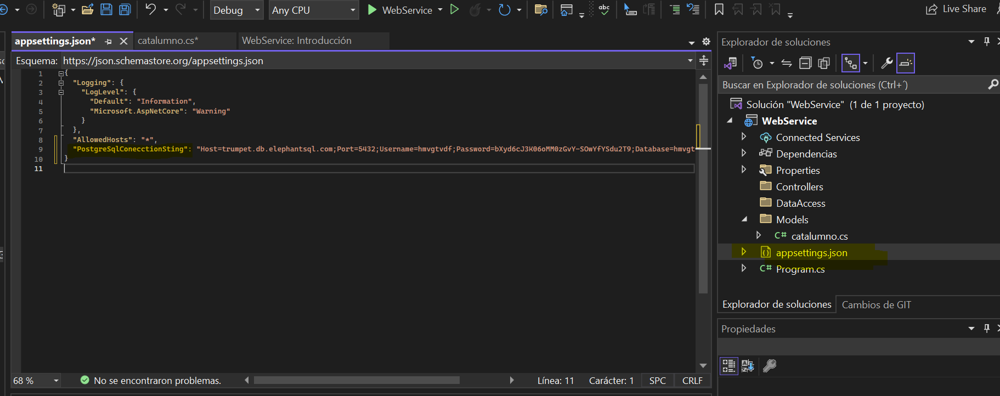 Debug
Any CPU
WebService
abc
Live Share
appsettings.json*
catalumno.cs*
WebService: Introducción
Esquema: https://json.schemastore.org/appsettings.json
1 {
2 "Logging": {
3 "LogLevel": {
4 "Default": "Information",
5 "Microsoft.AspNetCore": "Warning"
6 }
7 },
8 "AllowedHosts": "*",
9 "PostgreSqlConecctionSting": "Host=trumpet.db.elephantsql.com;Port=5432;Username=hmvgtvdf;Password=bXyd6cJ3K06oMM0zGvY-SOwYfYSdu2T9;Database=hmvgt
10 }
11
68 %
No se encontraron problemas.
Línea: 11
Carácter: 1
SPC
CRLF
Explorador de soluciones
Buscar en Explorador de soluciones (Ctrl+´)
Solución "WebService" (1 de 1 proyecto)
WebService
Connected Services
Dependencias
Properties
Controllers
DataAccess
Models
C# catalumno.cs
appsettings.json
C# Program.cs
Explorador de soluciones
Cambios de GIT
Propiedades